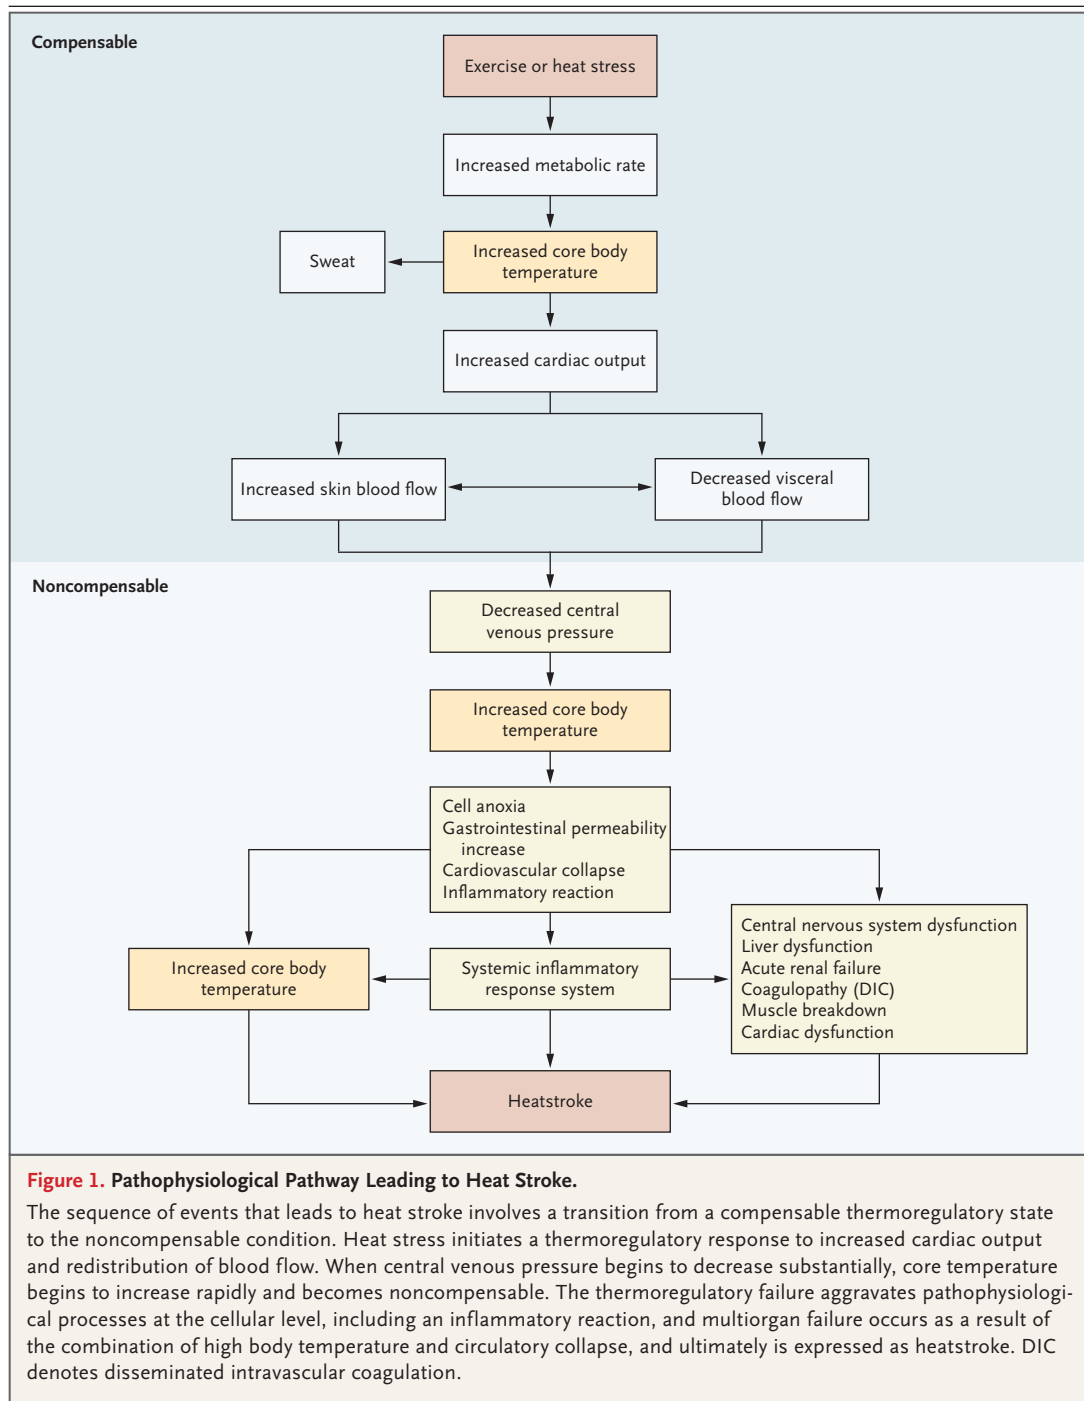 Compensable
Exercise or heat stress
Increased metabolic rate
Sweat
Increased core body
temperature
Increased cardiac output
Increased skin blood flow
Decreased visceral
blood flow
Noncompensable
Decreased central
venous pressure
Increased core body
temperature
Cell anoxia
Gastrointestinal permeability
increase
Cardiovascular collapse
Inflammatory reaction
Increased core body
temperature
Systemic inflammatory
response system
Central nervous system dysfunction
Liver dysfunction
Acute renal failure
Coagulopathy (DIC)
Muscle breakdown
Cardiac dysfunction
Heatstroke
Figure 1. Pathophysiological Pathway Leading to Heat Stroke.
The sequence of events that leads to heat stroke involves a transition from a compensable thermoregulatory state
to the noncompensable condition. Heat stress initiates a thermoregulatory response to increased cardiac output
and redistribution of blood flow. When central venous pressure begins to decrease substantially, core temperature
begins to increase rapidly and becomes noncompensable. The thermoregulatory failure aggravates pathophysiologi-
cal processes at the cellular level, including an inflammatory reaction, and multiorgan failure occurs as a result of
the combination of high body temperature and circulatory collapse, and ultimately is expressed as heatstroke. DIC
denotes disseminated intravascular coagulation.